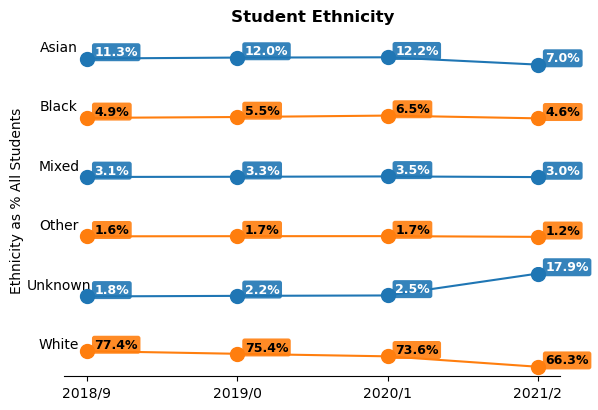 Student Ethnicity
Ethnicity as % All Students
Asian 11.3% 12.0% 12.2% 7.0%
Black 4.9% 5.5% 6.5% 4.6%
Mixed 3.1% 3.3% 3.5% 3.0%
Other 1.6% 1.7% 1.7% 1.2%
Unknown 1.8% 2.2% 2.5% 17.9%
White 77.4% 75.4% 73.6% 66.3%
2018/9 2019/0 2020/1 2021/2